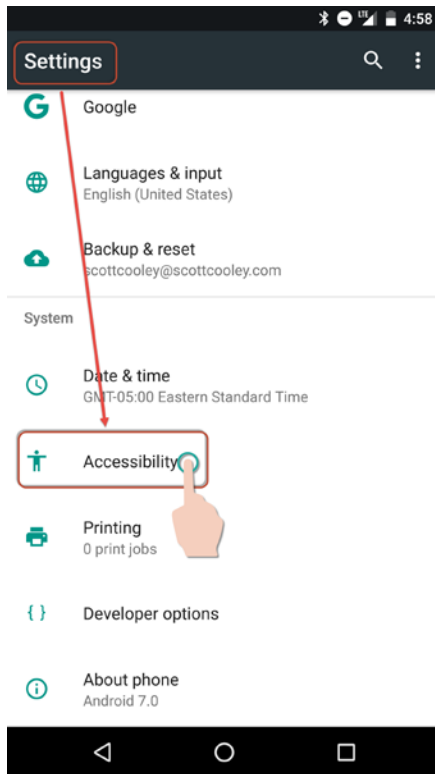 LTE 4:58
Settings
Google
Languages & input
English (United States)
Backup & reset
scottcooley@scottcooley.com
System
Date & time
GMT-05:00 Eastern Standard Time
Accessibility
Printing
0 print jobs
{ } Developer options
About phone
Android 7.0